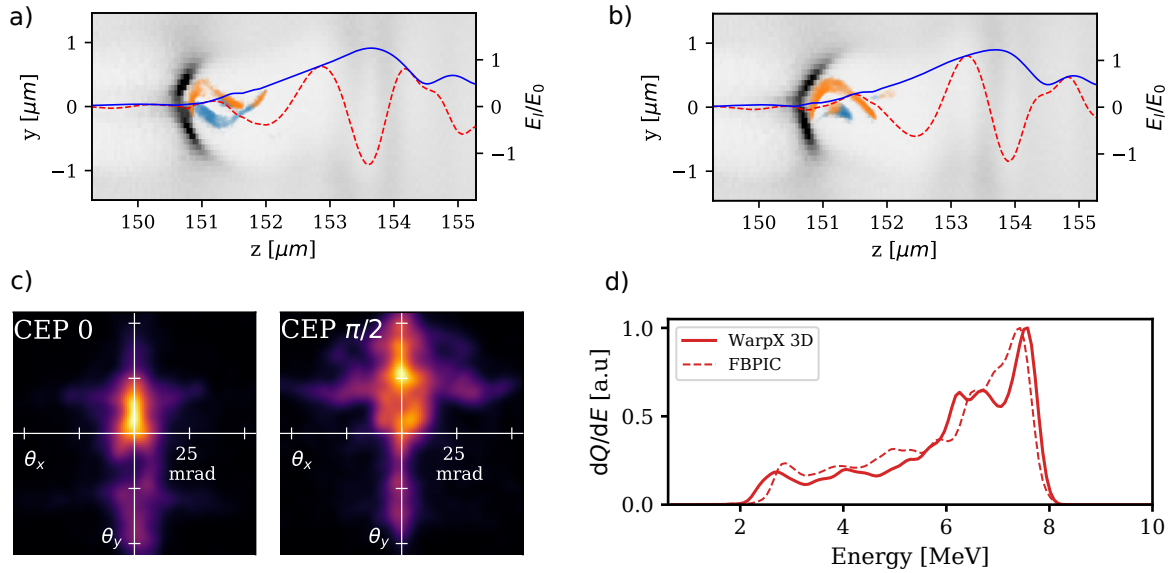 a)
1
0
−1
y [μm]
150
151
152
153
154
155
z [μm]
1
0
−1
E_l/E_0
b)
1
0
−1
y [μm]
150
151
152
153
154
155
z [μm]
1
0
−1
E_l/E_0
c)
CEP 0
θ_x
25
mrad
θ_y
CEP π/2
θ_x
25
mrad
θ_y
d)
1.0
0.5
0.0
dQ/dE [a.u]
WarpX 3D
FBPIC
2
4
6
8
10
Energy [MeV]